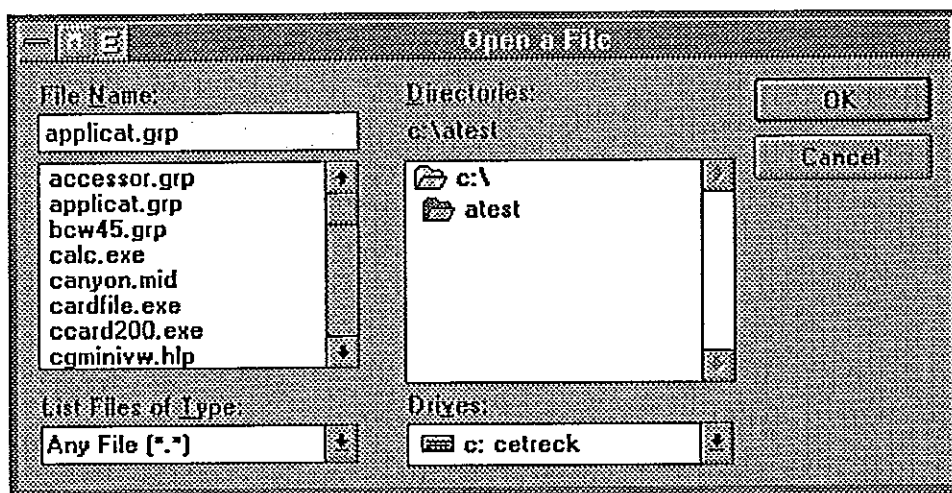 Open a File
File Name:
applicat.grp
accessor.grp
applicat.grp
bcw45.grp
calc.exe
canyon.mid
cardfile.exe
ccard200.exe
cgminivw.hlp
List Files of Type:
Any File (*.*)
Directories:
c:\atest
c:\
atest
Drives:
c: cetreck
OK
Cancel